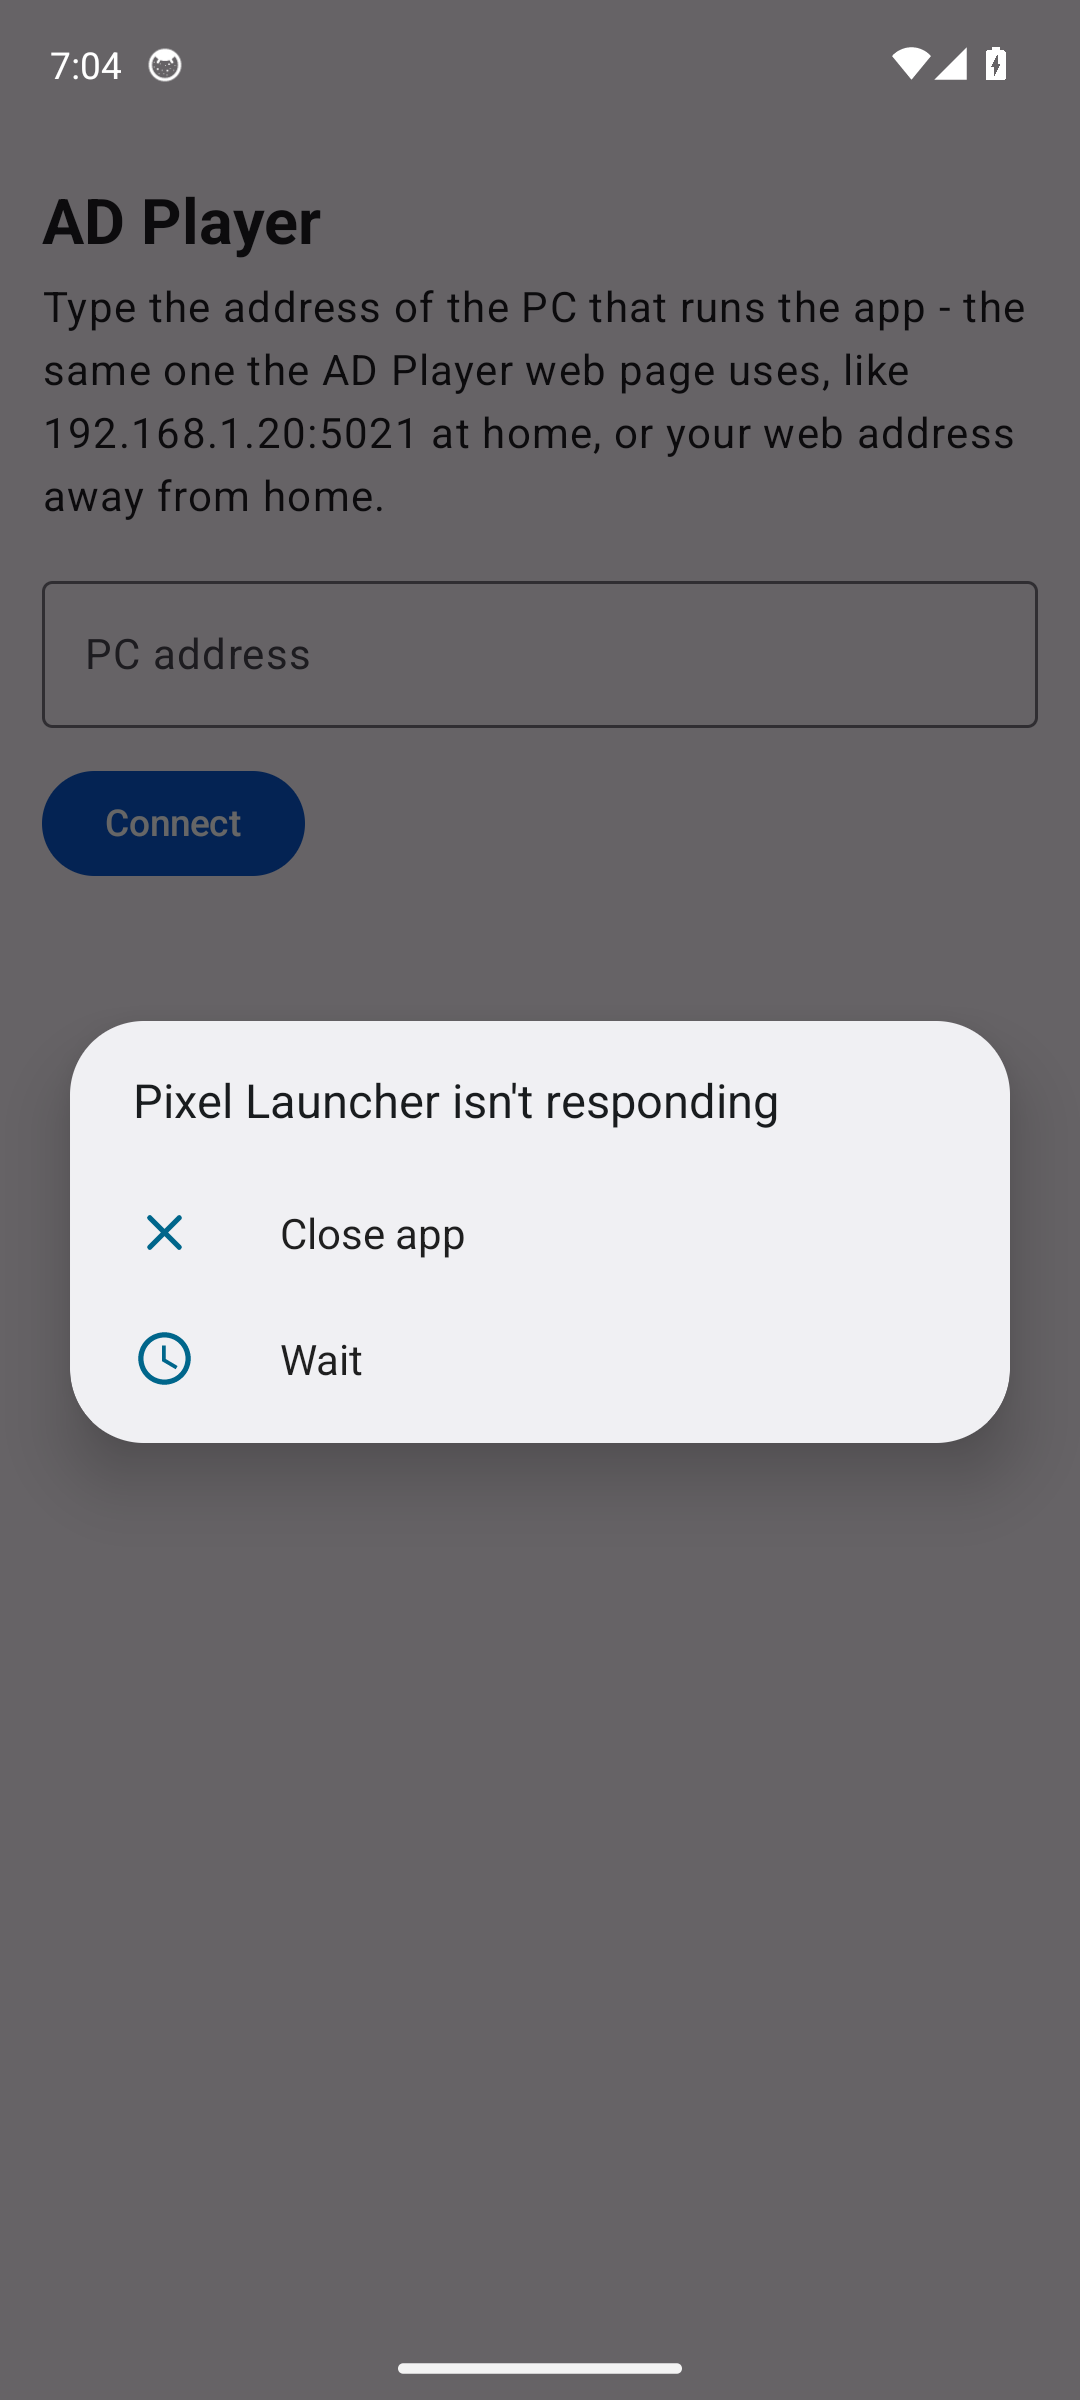 7:04
AD Player
Type the address of the PC that runs the app - the
same one the AD Player web page uses, like
192.168.1.20:5021 at home, or your web address
away from home.
PC address
Connect
Pixel Launcher isn't responding
Close app
Wait